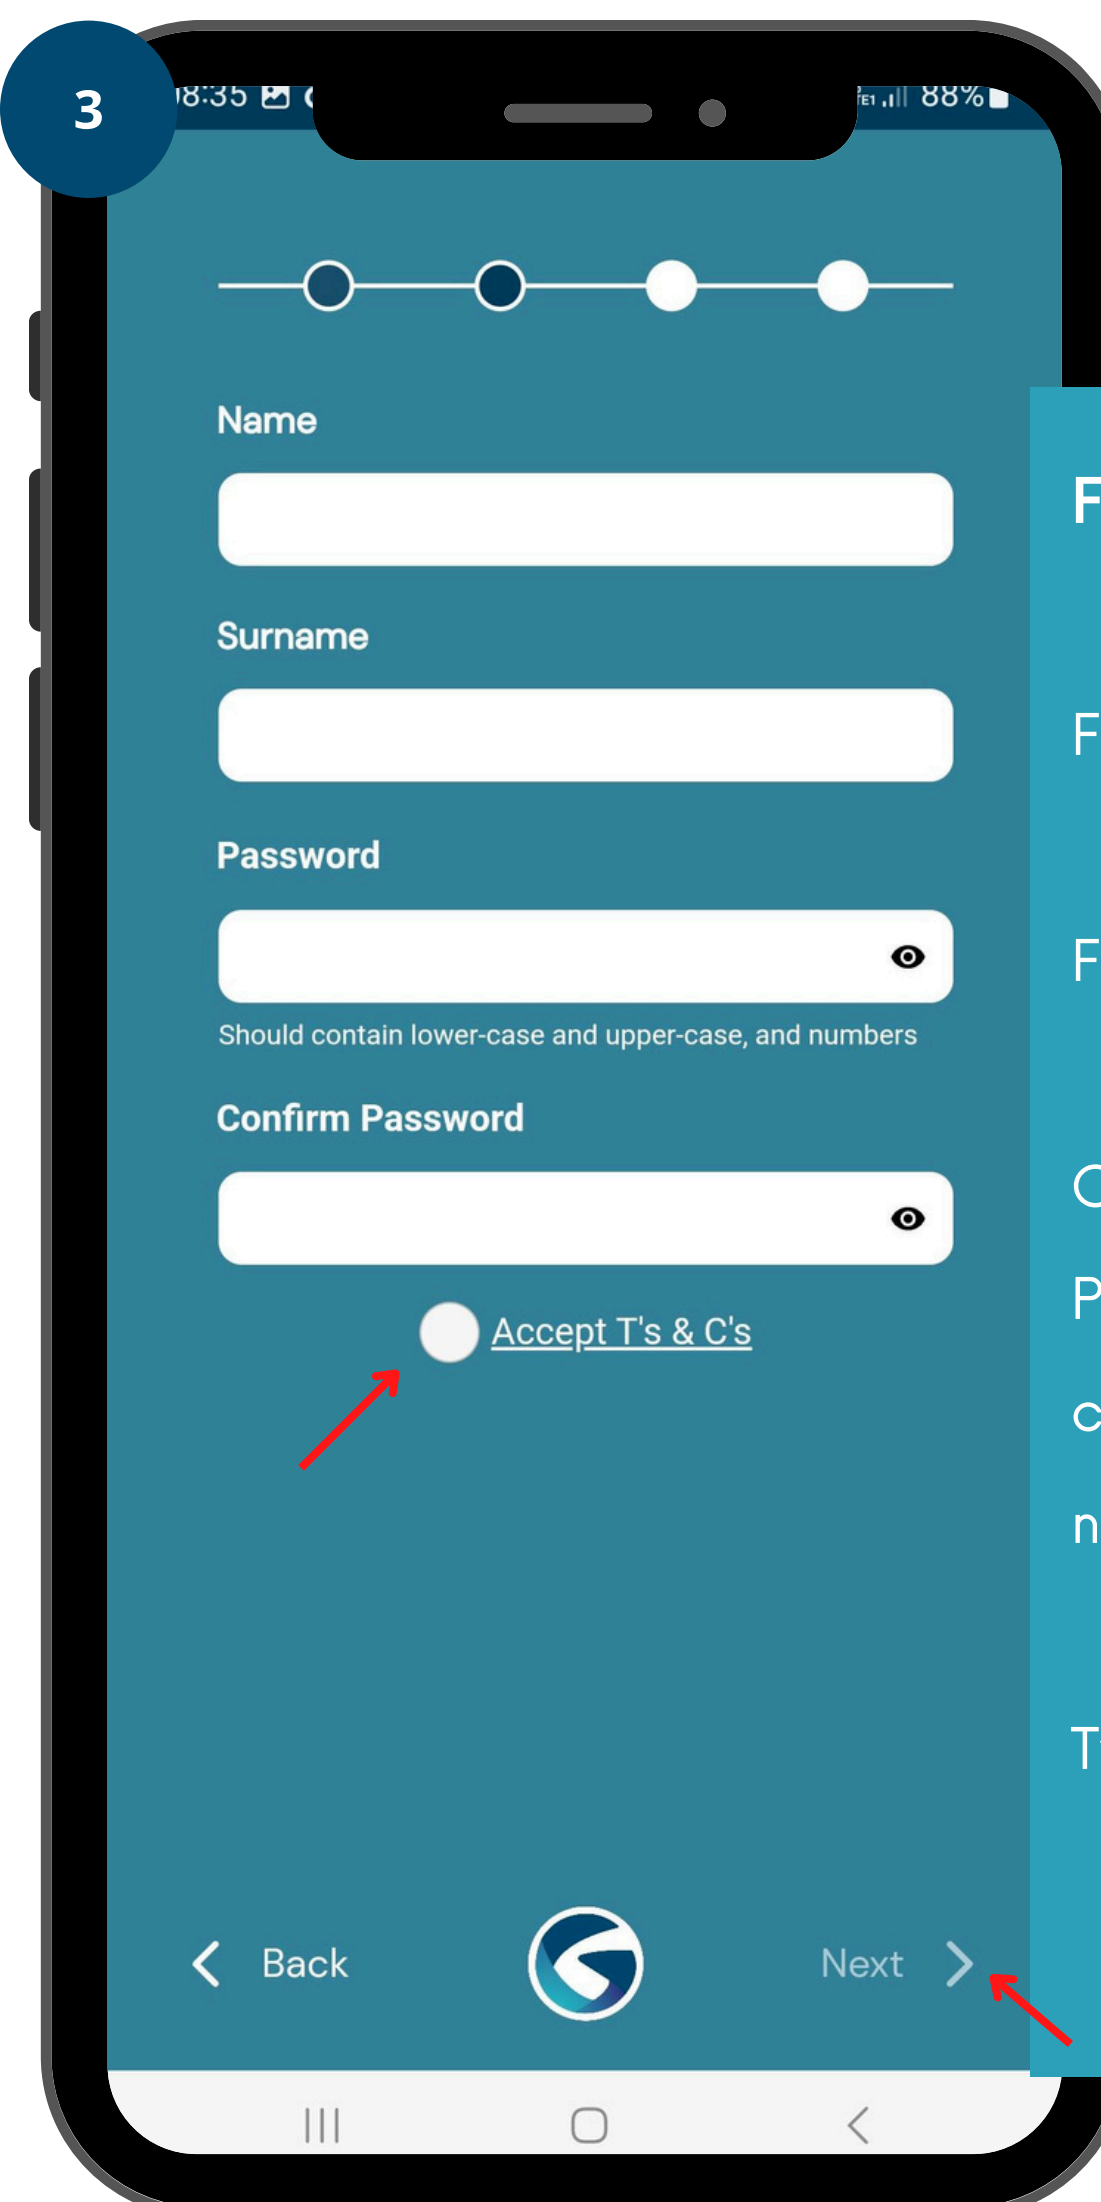 3
8:35
88%
Name
Surname
Password
Should contain lower-case and upper-case, and numbers
Confirm Password
Accept T's & C's
Back
Next